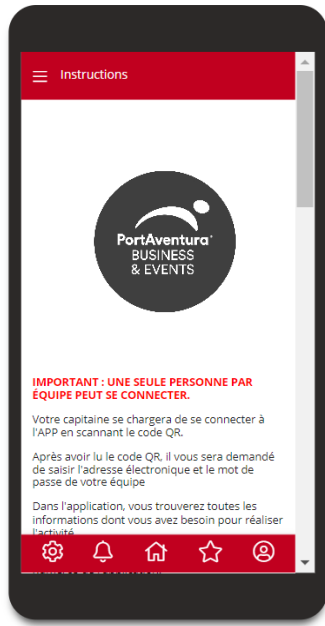 Instructions
PortAventura
BUSINESS
& EVENTS
IMPORTANT : UNE SEULE PERSONNE PAR
ÉQUIPE PEUT SE CONNECTER.
Votre capitaine se chargera de se connecter à
l'APP en scannant le code QR.
Après avoir lu le code QR, il vous sera demandé
de saisir l'adresse électronique et le mot de
passe de votre équipe
Dans l'application, vous trouverez toutes les
informations dont vous avez besoin pour réaliser
l'activité